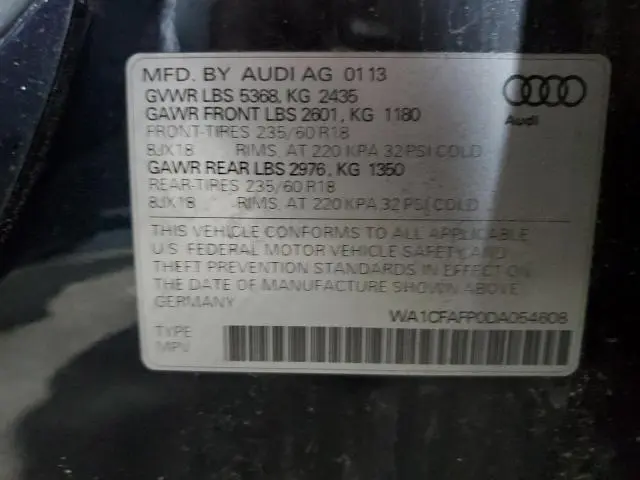 MFD. BY AUDI AG 01 13
GVWR LBS 5368, KG 2435
GAWR FRONT LBS 2601, KG 1180
FRONT-TIRES 235/60 R18
8JX18 RIMS, AT 220 KPA 32 PSI COLD
GAWR REAR LBS 2976, KG 1350
REAR-TIRES 235/60 R18
8JX18 RIMS, AT 220 KPA 32 PSI COLD
Audi
THIS VEHICLE CONFORMS TO ALL APPLICABLE
U.S. FEDERAL MOTOR VEHICLE SAFETY AND
THEFT PREVENTION STANDARDS IN EFFECT ON
THE DATE OF MANUFACTURE SHOWN ABOVE.
GERMANY
WA1CFAFP0DA054608
TYPE
MPV